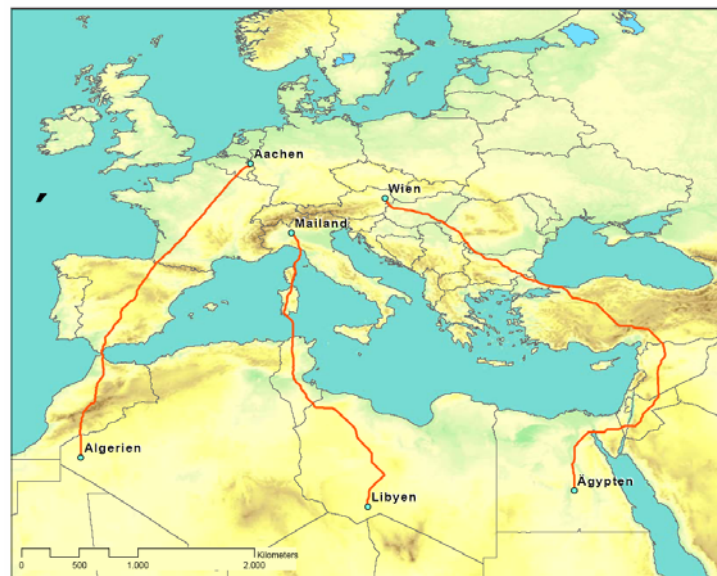 Aachen
Wien
Mailand
Algerien
Libyen
Ägypten
Kilometers
0 500 1.000 2.000